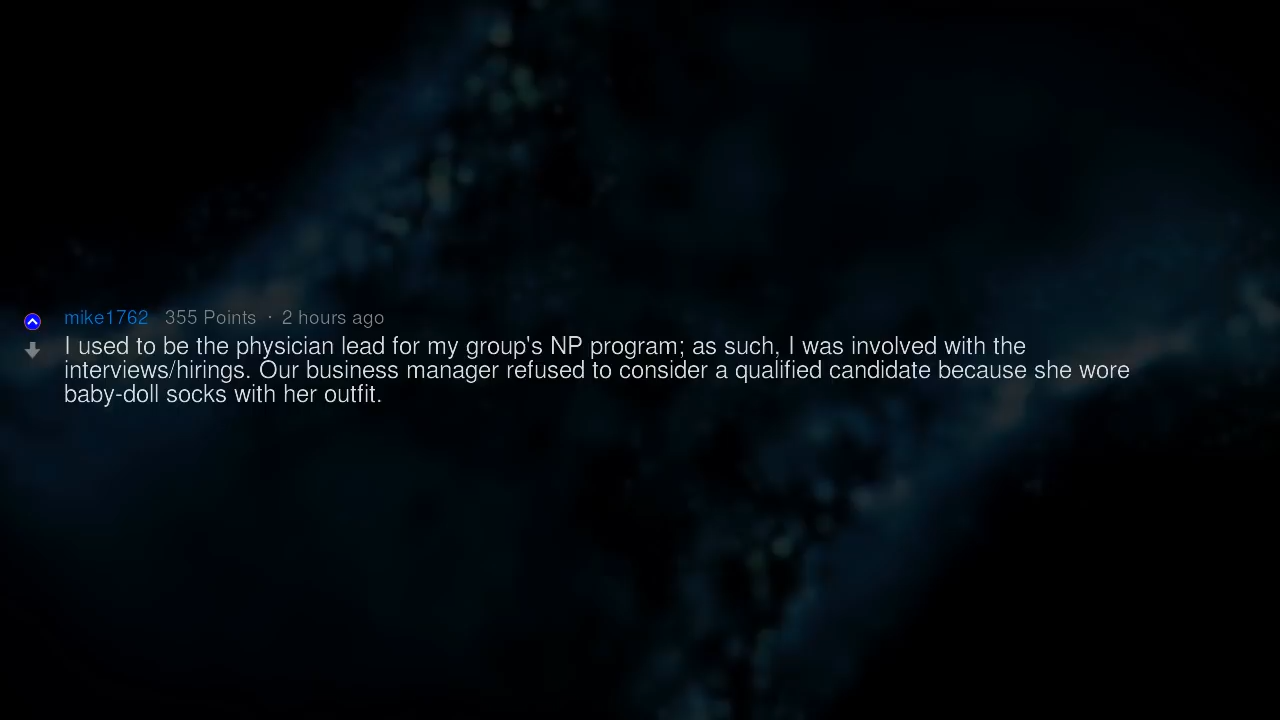 mike1762 355 Points · 2 hours ago
I used to be the physician lead for my group's NP program; as such, I was involved with the
interviews/hirings. Our business manager refused to consider a qualified candidate because she wore
baby-doll socks with her outfit.